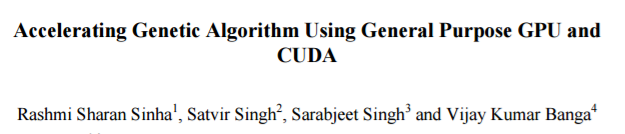 Accelerating Genetic Algorithm Using General Purpose GPU and
CUDA
Rashmi Sharan Sinha¹, Satvir Singh², Sarabjeet Singh³ and Vijay Kumar Banga⁴